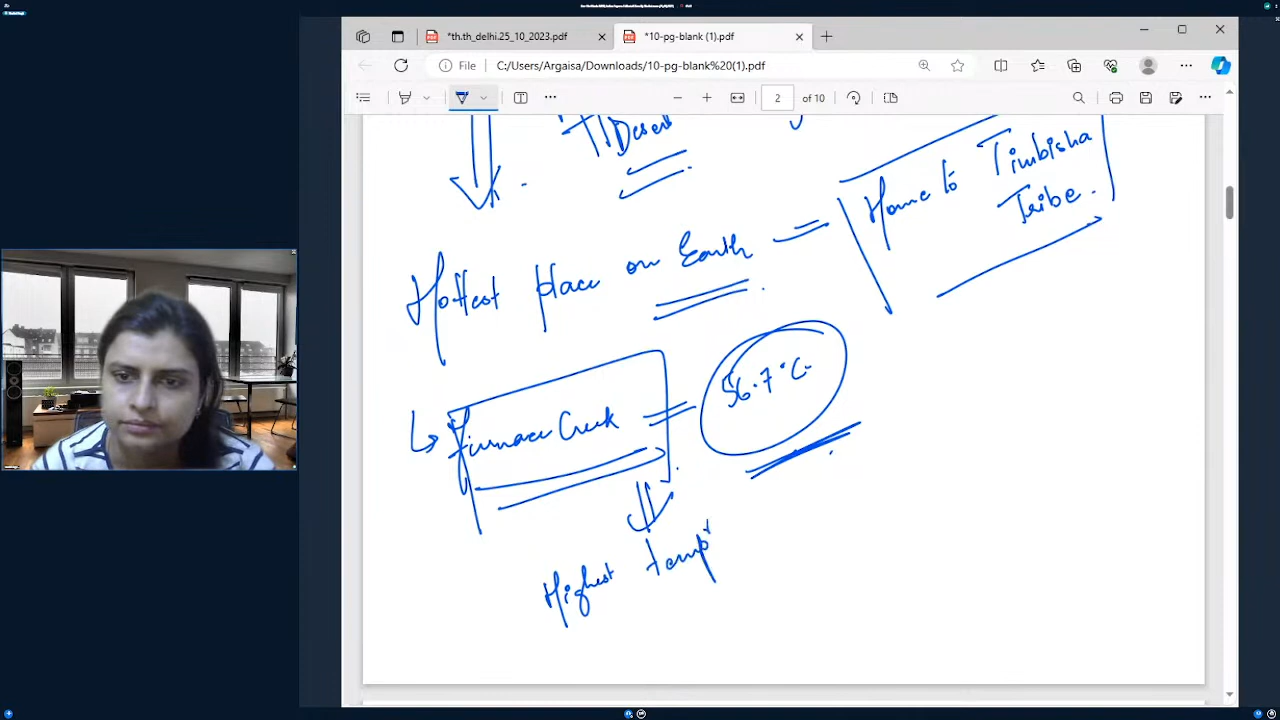 *th.th_delhi.25_10_2023.pdf
*10-pg-blank (1).pdf
File
C:/Users/Argaisa/Downloads/10-pg-blank%20(1).pdf
2 of 10
Desert
Home to Timbisha
Tribe.
Hottest place on Earth
Furnace Creek = 56.7°C
Highest tempr